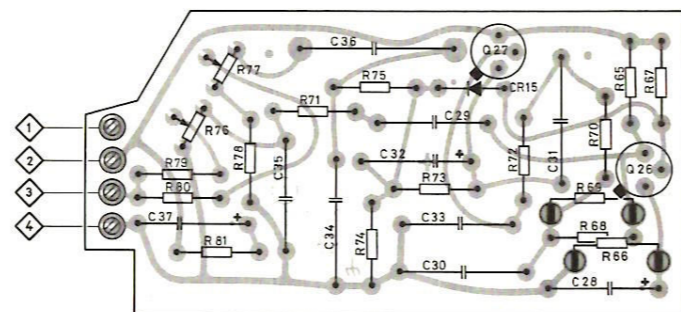 C36
Q27
R77
R75
CR15
R65
R67
R71
C29
1
R76
R70
2
R78
C35
C32
+
R72
C31
Q26
R79
3
R80
R73
R69
C37
+
C34
C33
R68
4
R81
R74
R66
C30
C28
+